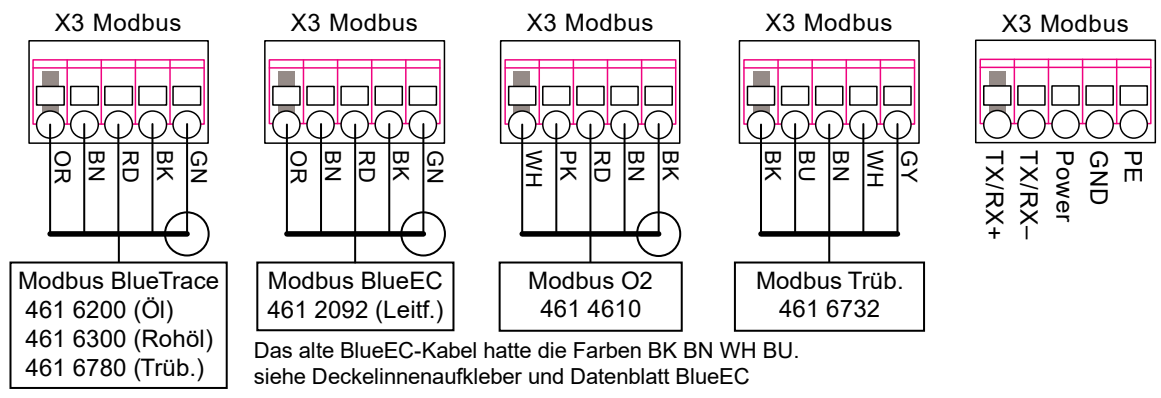 X3 Modbus
OR
BN
RD
BK
GN
Modbus BlueTrace
461 6200 (Öl)
461 6300 (Rohöl)
461 6780 (Trüb.)
X3 Modbus
OR
BN
RD
BK
GN
Modbus BlueEC
461 2092 (Leitf.)
X3 Modbus
WH
PK
RD
BN
BK
Modbus O2
461 4610
X3 Modbus
BK
BU
BN
WH
GY
Modbus Trüb.
461 6732
X3 Modbus
TX/RX+
TX/RX–
Power
GND
PE
Das alte BlueEC-Kabel hatte die Farben BK BN WH BU.
siehe Deckelinnenaufkleber und Datenblatt BlueEC